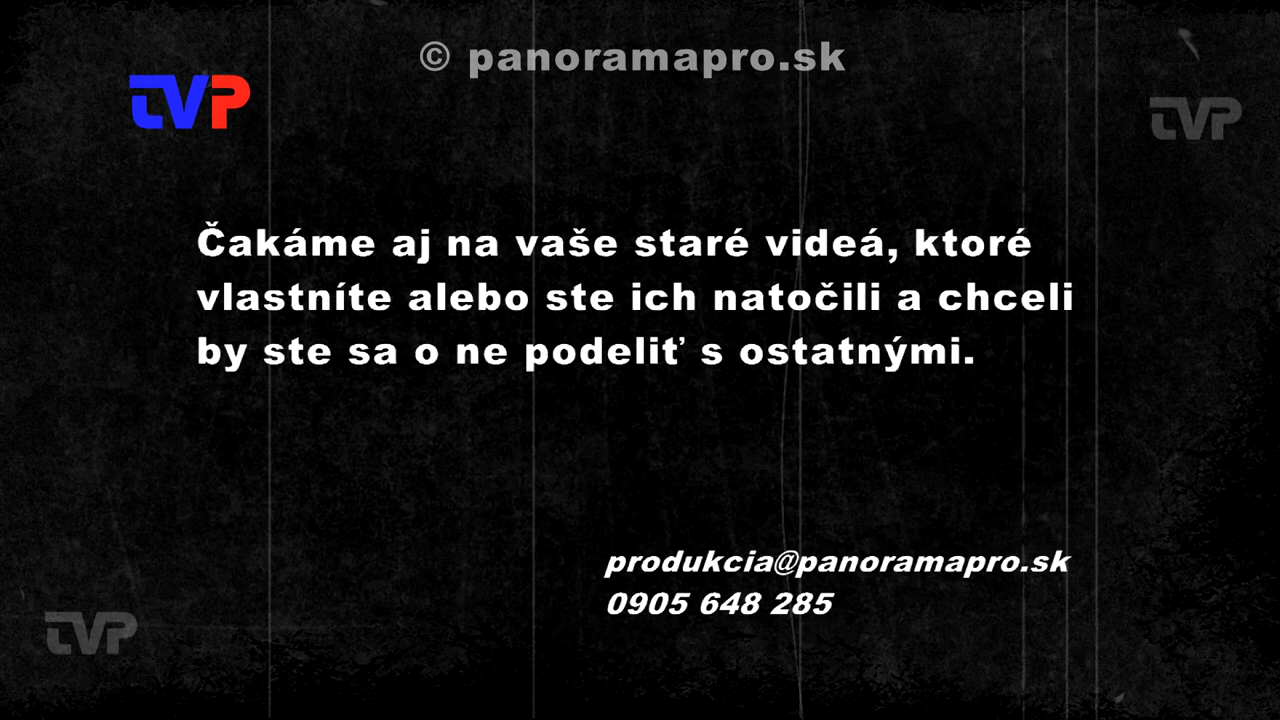 © panoramapro.sk
TVP
TVP
Čakáme aj na vaše staré videá, ktoré
vlastníte alebo ste ich natočili a chceli
by ste sa o ne podeliť s ostatnými.
produkcia@panoramapro.sk
0905 648 285
TVP